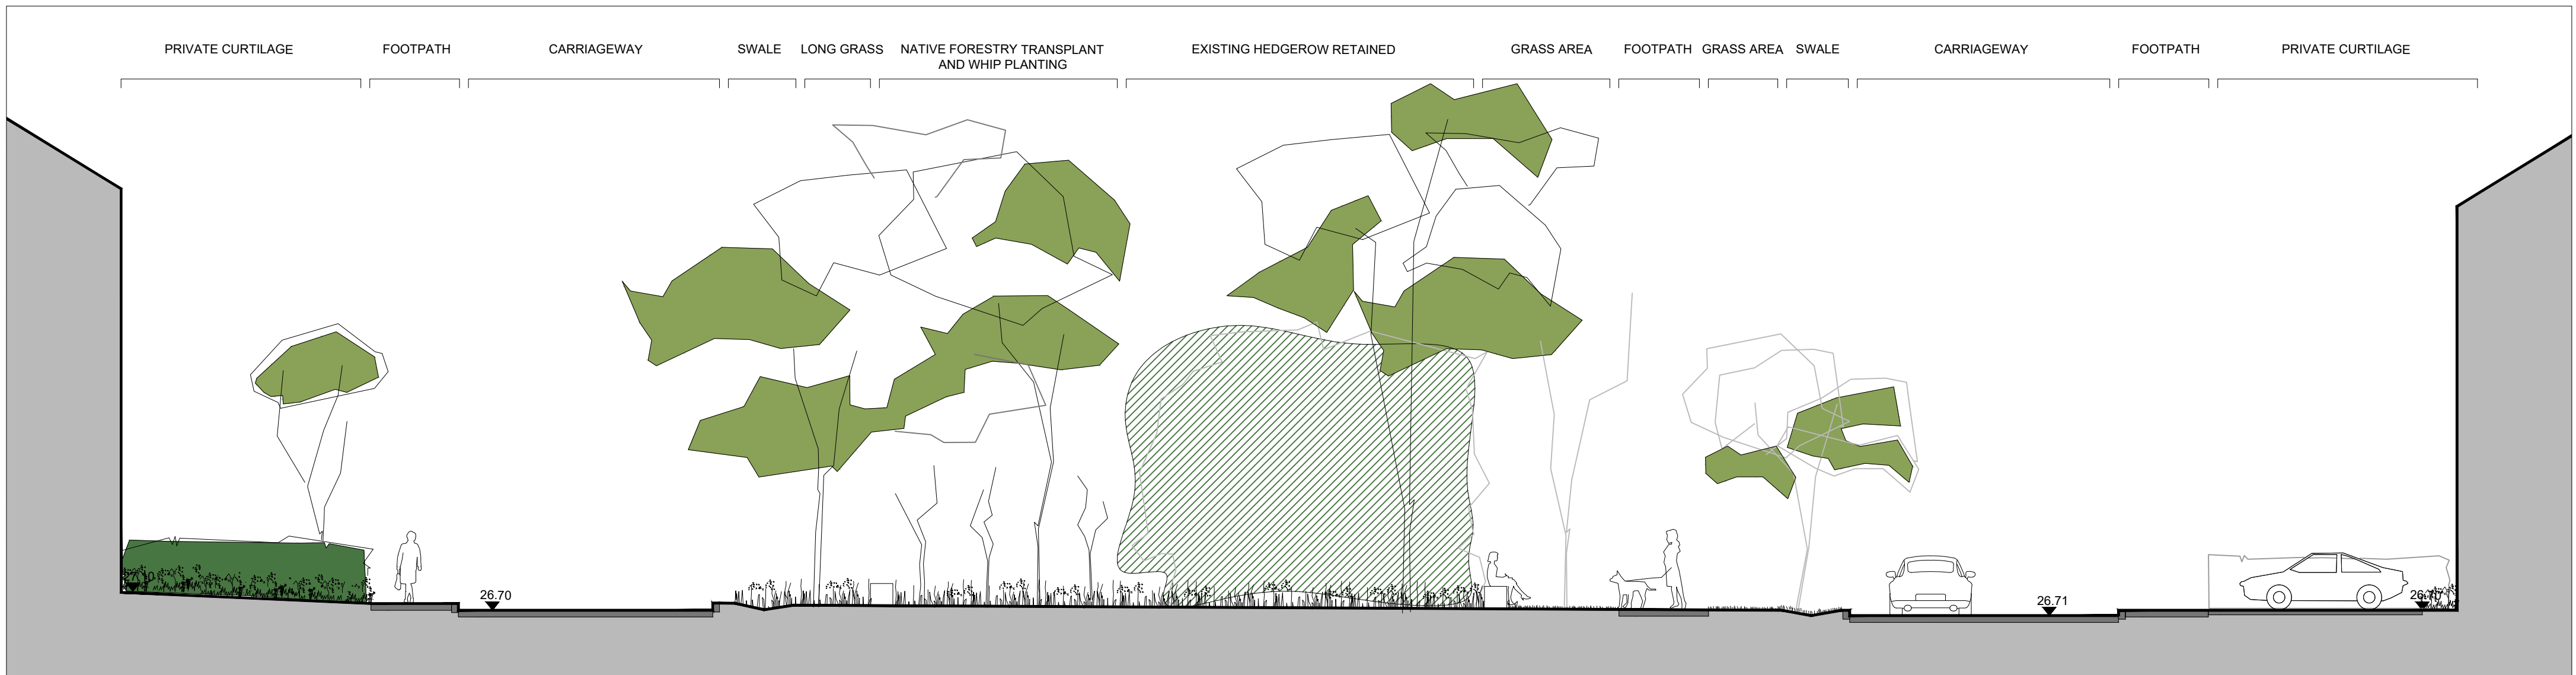 PRIVATE CURTILAGE
FOOTPATH
CARRIAGEWAY
SWALE
LONG GRASS
NATIVE FORESTRY TRANSPLANT
AND WHIP PLANTING
EXISTING HEDGEROW RETAINED
GRASS AREA
FOOTPATH
GRASS AREA
SWALE
CARRIAGEWAY
FOOTPATH
PRIVATE CURTILAGE
26.70
26.71